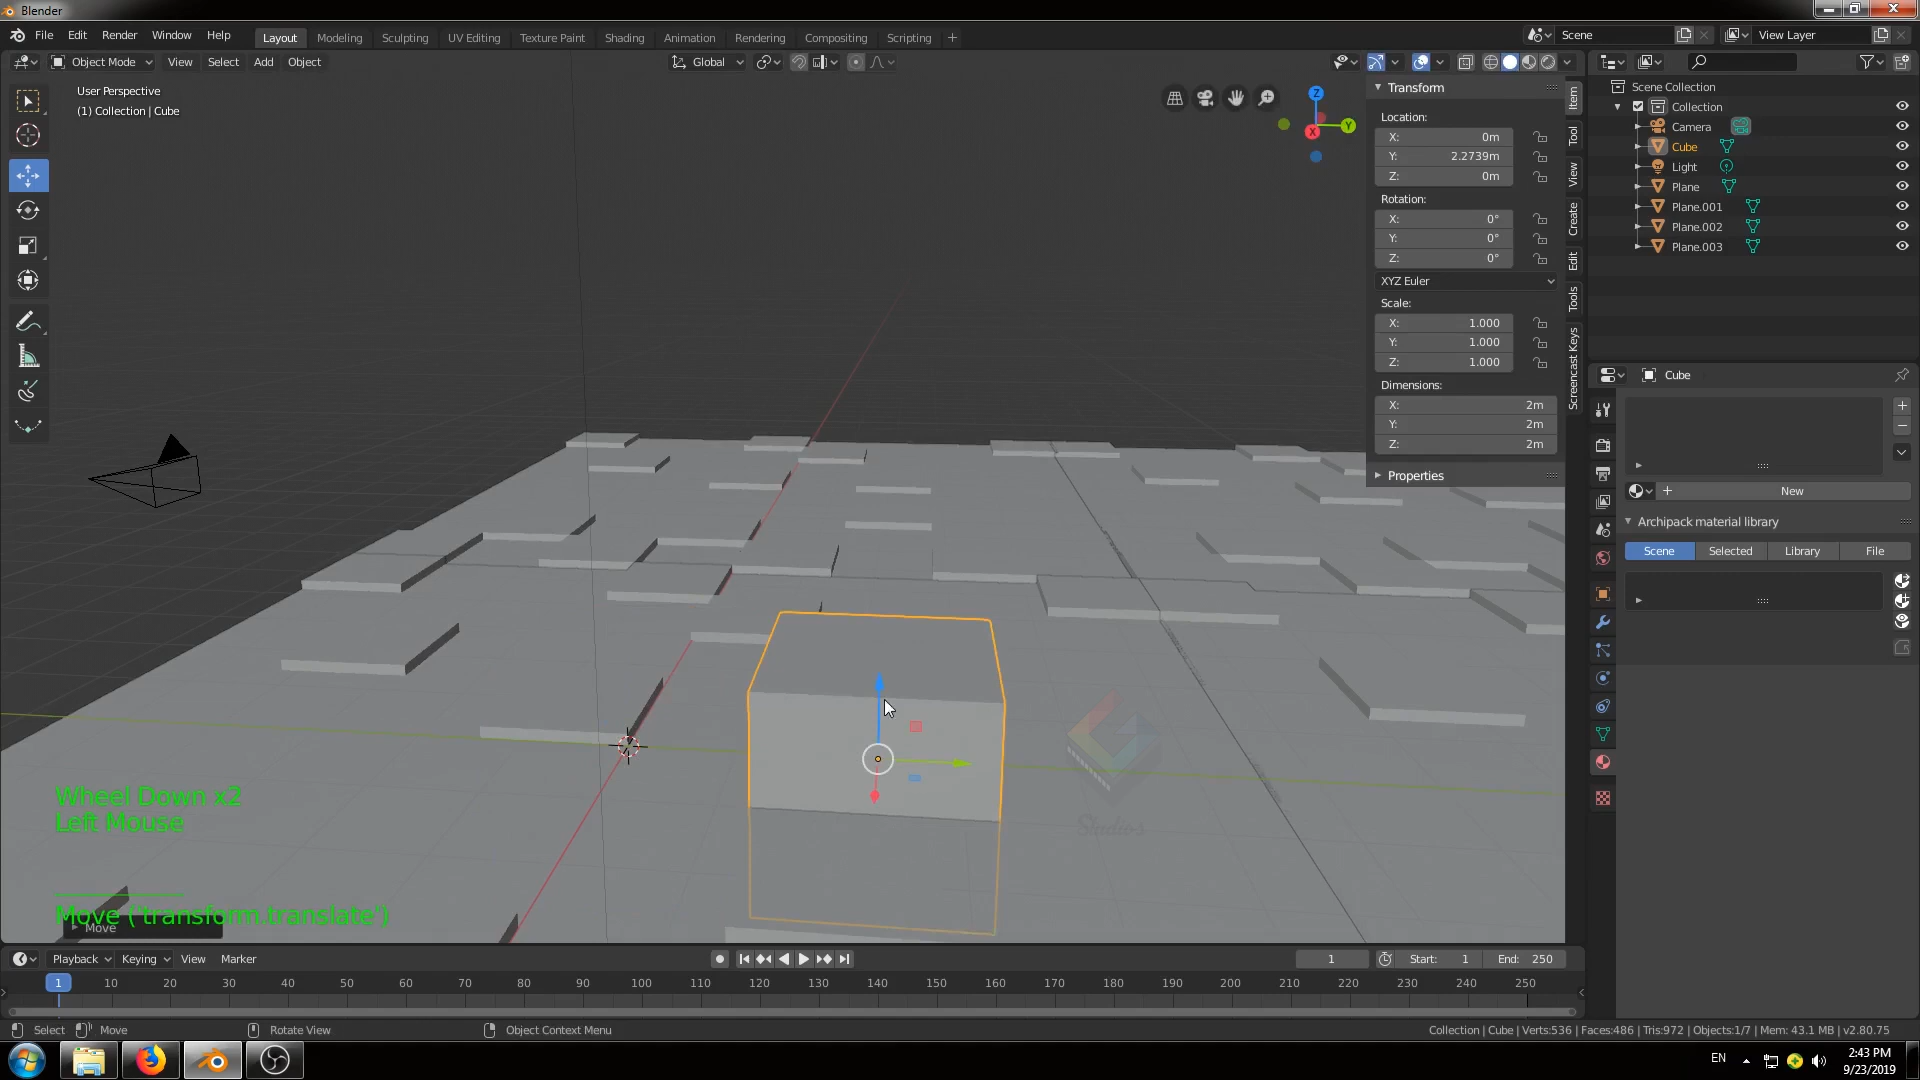 Blender
File Edit Render Window Help
Layout Modeling Sculpting UV Editing Texture Paint Shading Animation Rendering Compositing Scripting +
Scene
View Layer
Object Mode View Select Add Object
Global
User Perspective
(1) Collection | Cube
Z
Y
X
Transform
Location:
X: 0m
Y: 2.2739m
Z: 0m
Rotation:
X: 0°
Y: 0°
Z: 0°
XYZ Euler
Scale:
X: 1.000
Y: 1.000
Z: 1.000
Dimensions:
X: 2m
Y: 2m
Z: 2m
Properties
Item
Tool
View
Create
Edit
Tools
Screencast Keys
Scene Collection
Collection
Camera
Cube
Light
Plane
Plane.001
Plane.002
Plane.003
Cube
New
Archipack material library
Scene Selected Library File
Studios
Wheel Down x2
Left Mouse
Move ('transform.translate')
Move
Playback Keying View Marker
1
Start: 1
End: 250
1 10 20 30 40 50 60 70 80 90 100 110 120 130 140 150 160 170 180 190 200 210 220 230 240 250
Select Move Rotate View Object Context Menu
Collection | Cube | Verts:536 | Faces:486 | Tris:972 | Objects:1/7 | Mem: 43.1 MB | v2.80.75
EN
2:43 PM
9/23/2019